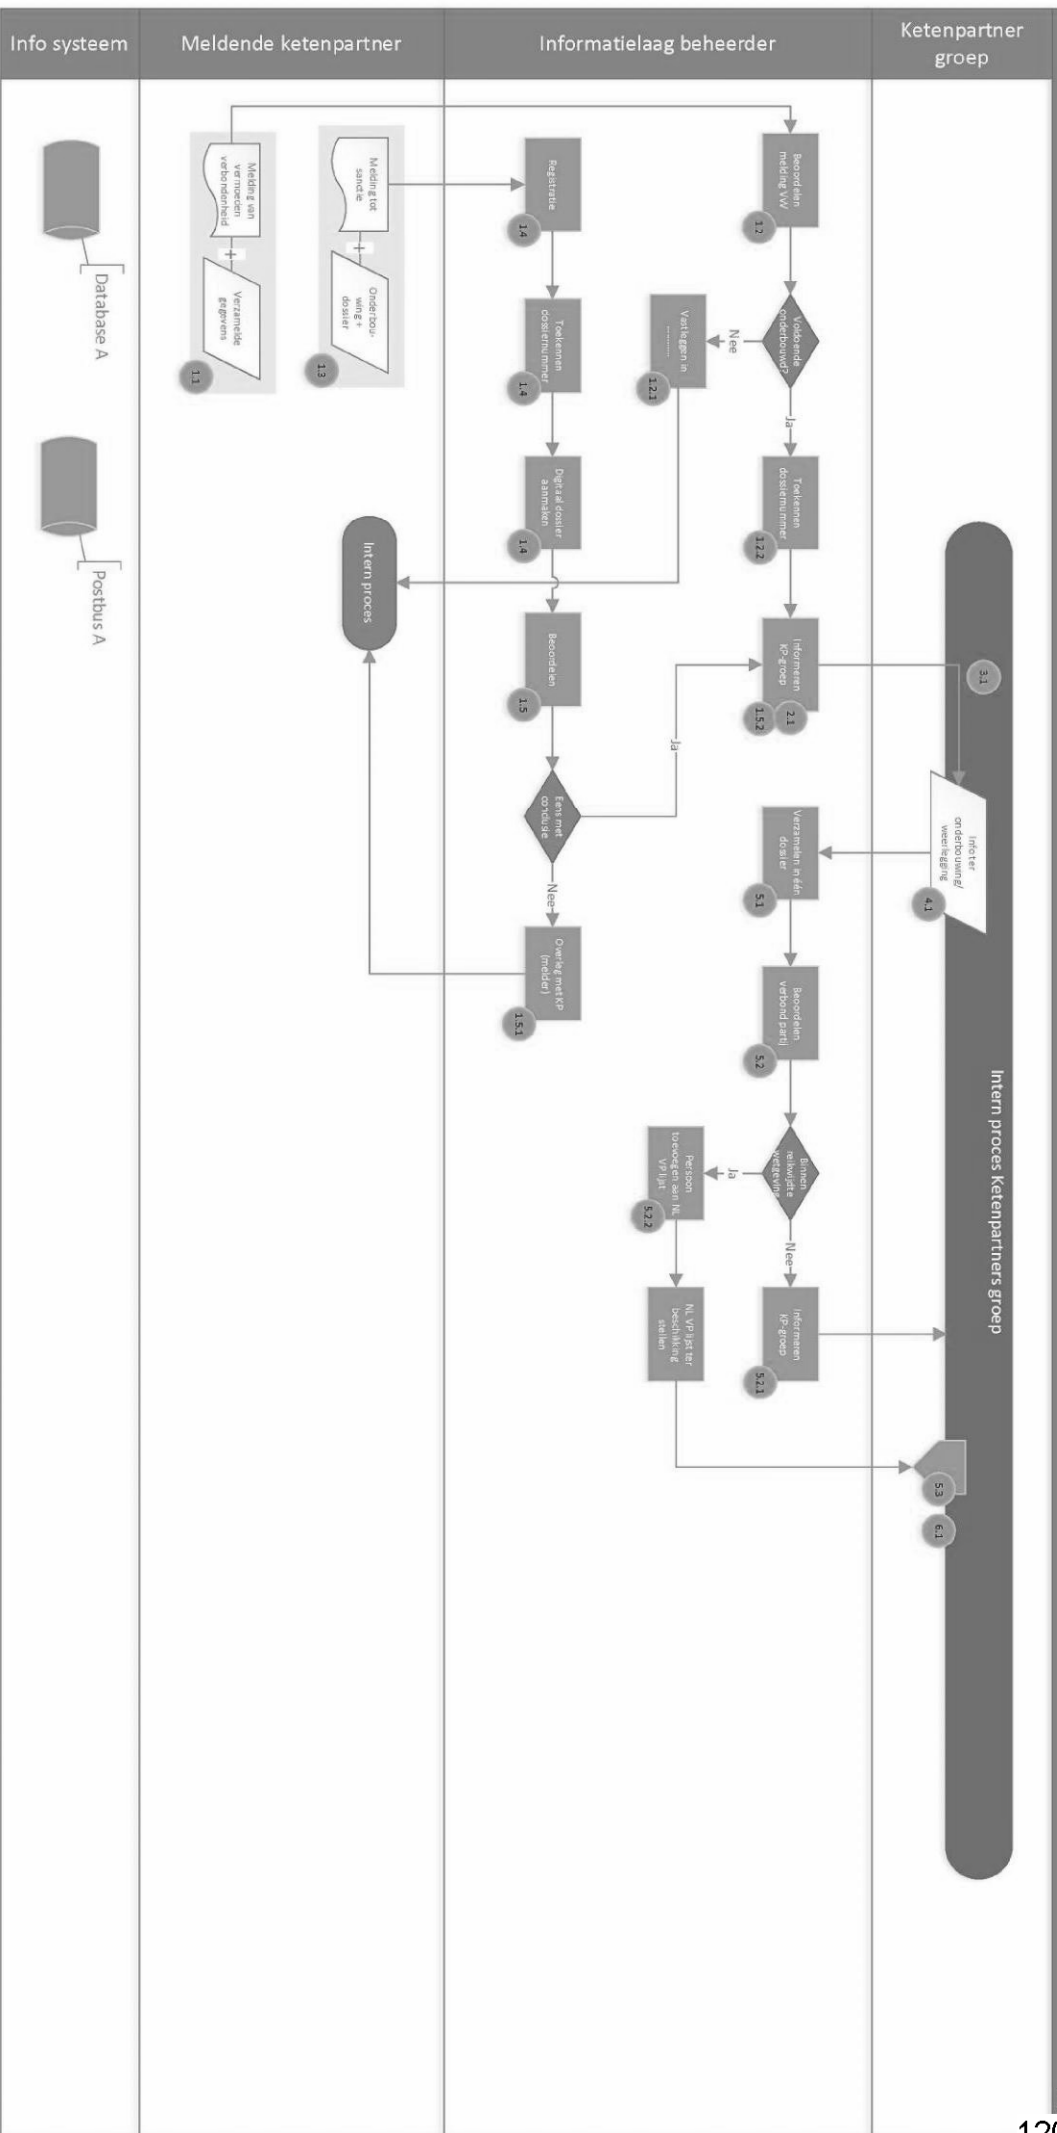 Info systeem
Meldende ketenpartner
Informatielaag beheerder
Ketenpartner
groep
Database A
Postbus A
Melding van
vermoeden
verbondenheid
+
Verzamelde
gegevens
1.1
Melding tot
sanctie
+
Onderbou-
wing +
dossier
1.3
Intern proces
Registratie
1.4
Toekennen
dossiernummer
1.4
Digitaal dossier
aanmaken
1.4
Beoordelen
1.5
Eens met
conclusie
Ja
Nee
Overleg met KP
(melder)
1.5.1
Beoordelen
melding VVV
1.2
Voldoende
onderbouwd?
Nee
Vastleggen in
..........
1.2.1
Ja
Toekennen
dossiernummer
1.2.2
Informeren
KP-groep
2.1
1.5.2
Verzamelen in één
dossier
5.1
Beoordelen
verbond partij
5.2
Binnen
reikwijdte
wetgeving
Ja
Persoon
toevoegen aan NL
VP lijst
5.2.2
NL VP lijst ter
beschikking
stellen
Nee
Informeren
KP-groep
5.2.1
3.1
Info ter
onderbouwing/
weerlegging
4.1
Intern proces Ketenpartners groep
5.3
6.1